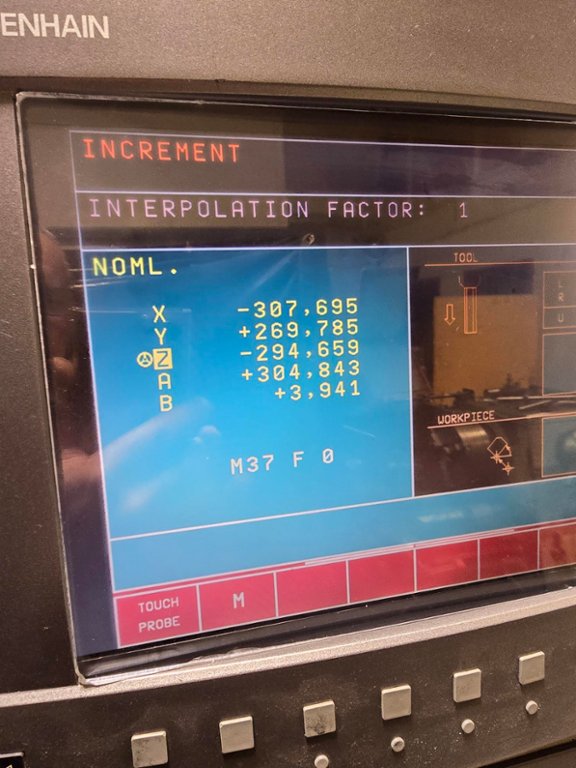 ENHAIN
INCREMENT
INTERPOLATION FACTOR: 1
NOML.
X -307,695
Y +269,785
Z -294,659
A +304,843
B +3,941
M37 F 0
TOOL
L
R
U
WORKPIECE
TOUCH
PROBE
M